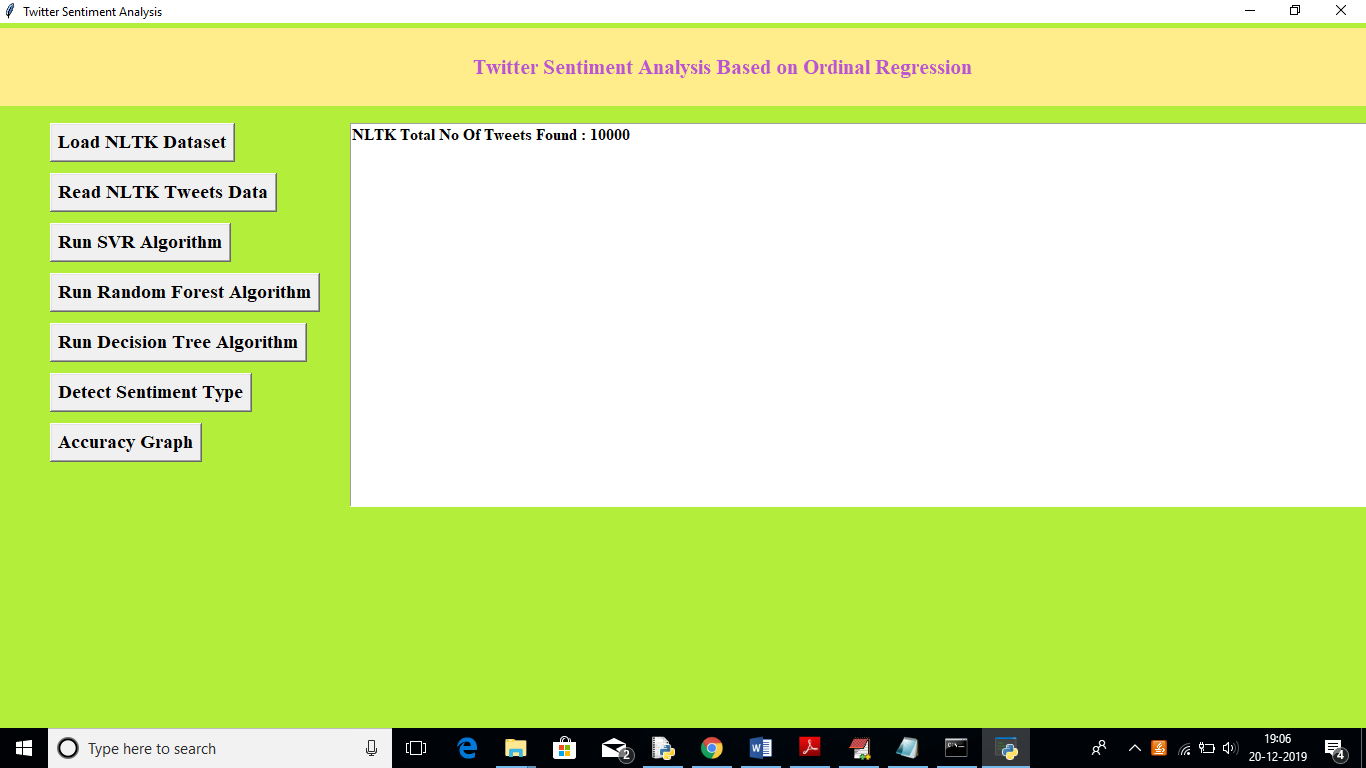 Twitter Sentiment Analysis
Twitter Sentiment Analysis Based on Ordinal Regression
Load NLTK Dataset
Read NLTK Tweets Data
Run SVR Algorithm
Run Random Forest Algorithm
Run Decision Tree Algorithm
Detect Sentiment Type
Accuracy Graph
NLTK Total No Of Tweets Found : 10000
Type here to search
2
19:06
20-12-2019
4